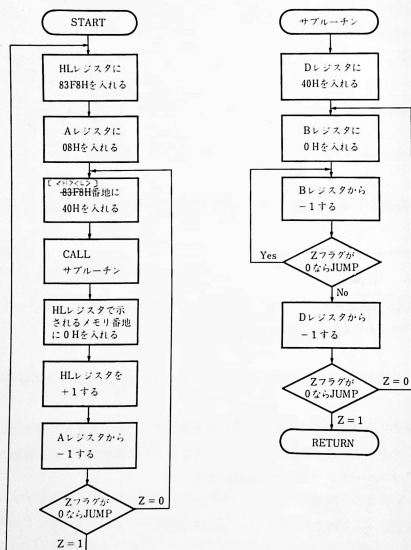 START
HLレジスタに
83F8Hを入れる
Aレジスタに
08Hを入れる
[<H><L>]
83F8H番地に
40Hを入れる
CALL
サブルーチン
HLレジスタで示
されるメモリ番地
に0Hを入れる
HLレジスタを
+1する
Aレジスタから
-1する
Zフラグが
0ならJUMP
Z=0
Z=1
サブルーチン
Dレジスタに
40Hを入れる
Bレジスタに
0Hを入れる
Bレジスタから
-1する
Yes
Zフラグが
0ならJUMP
No
Dレジスタから
-1する
Zフラグが
0ならJUMP
Z=0
Z=1
RETURN